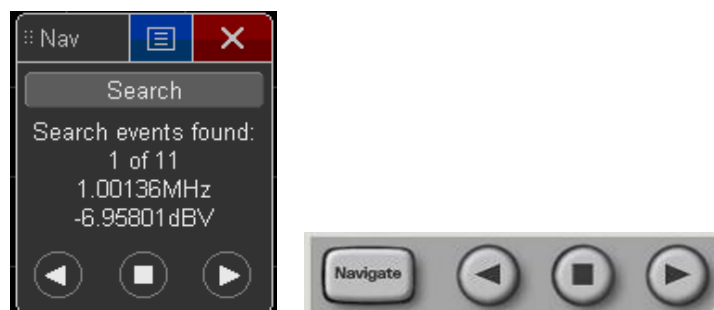 Nav
Search
Search events found:
1 of 11
1.00136MHz
-6.95801dBV
Navigate